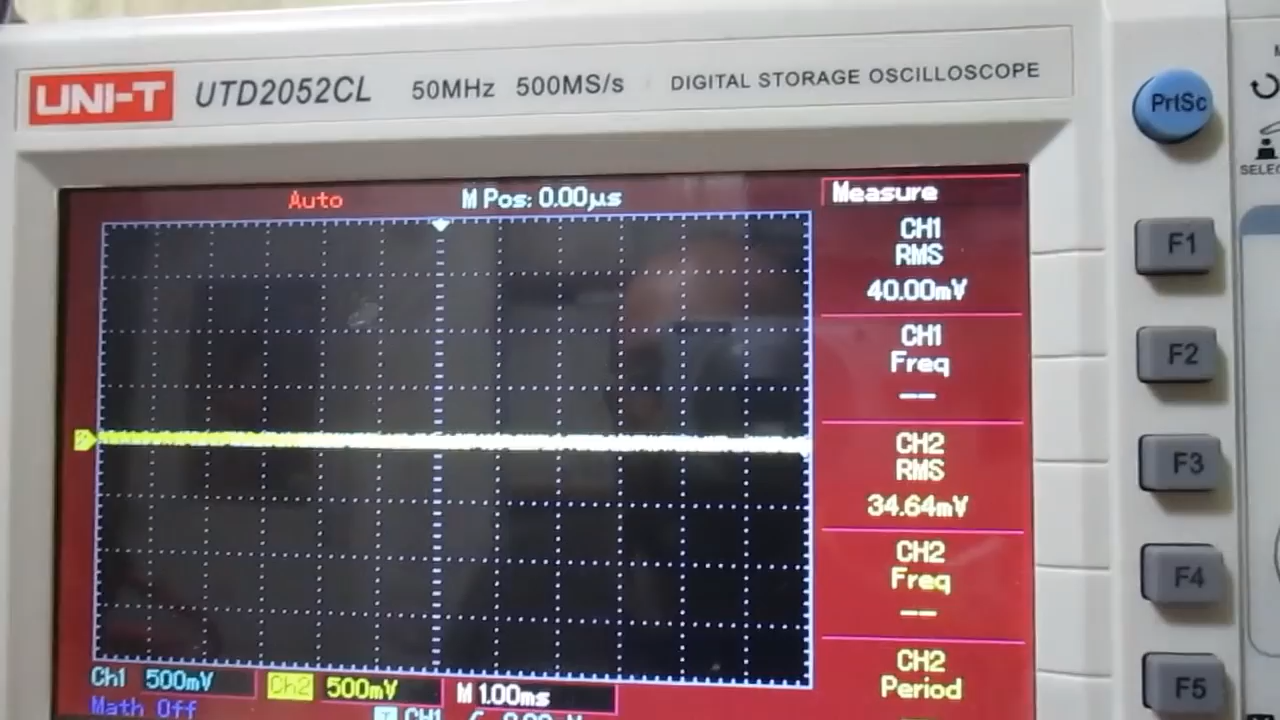 UNI-T UTD2052CL 50MHz 500MS/s DIGITAL STORAGE OSCILLOSCOPE
PrtSc
Auto M Pos: 0.00µs Measure
CH1
RMS
40.00mV
F1
CH1
Freq
--
F2
CH2
RMS
34.64mV
F3
CH2
Freq
--
F4
CH2
Period
F5
Ch1 500mV Ch2 500mV M 1.00ms
Math Off CH1